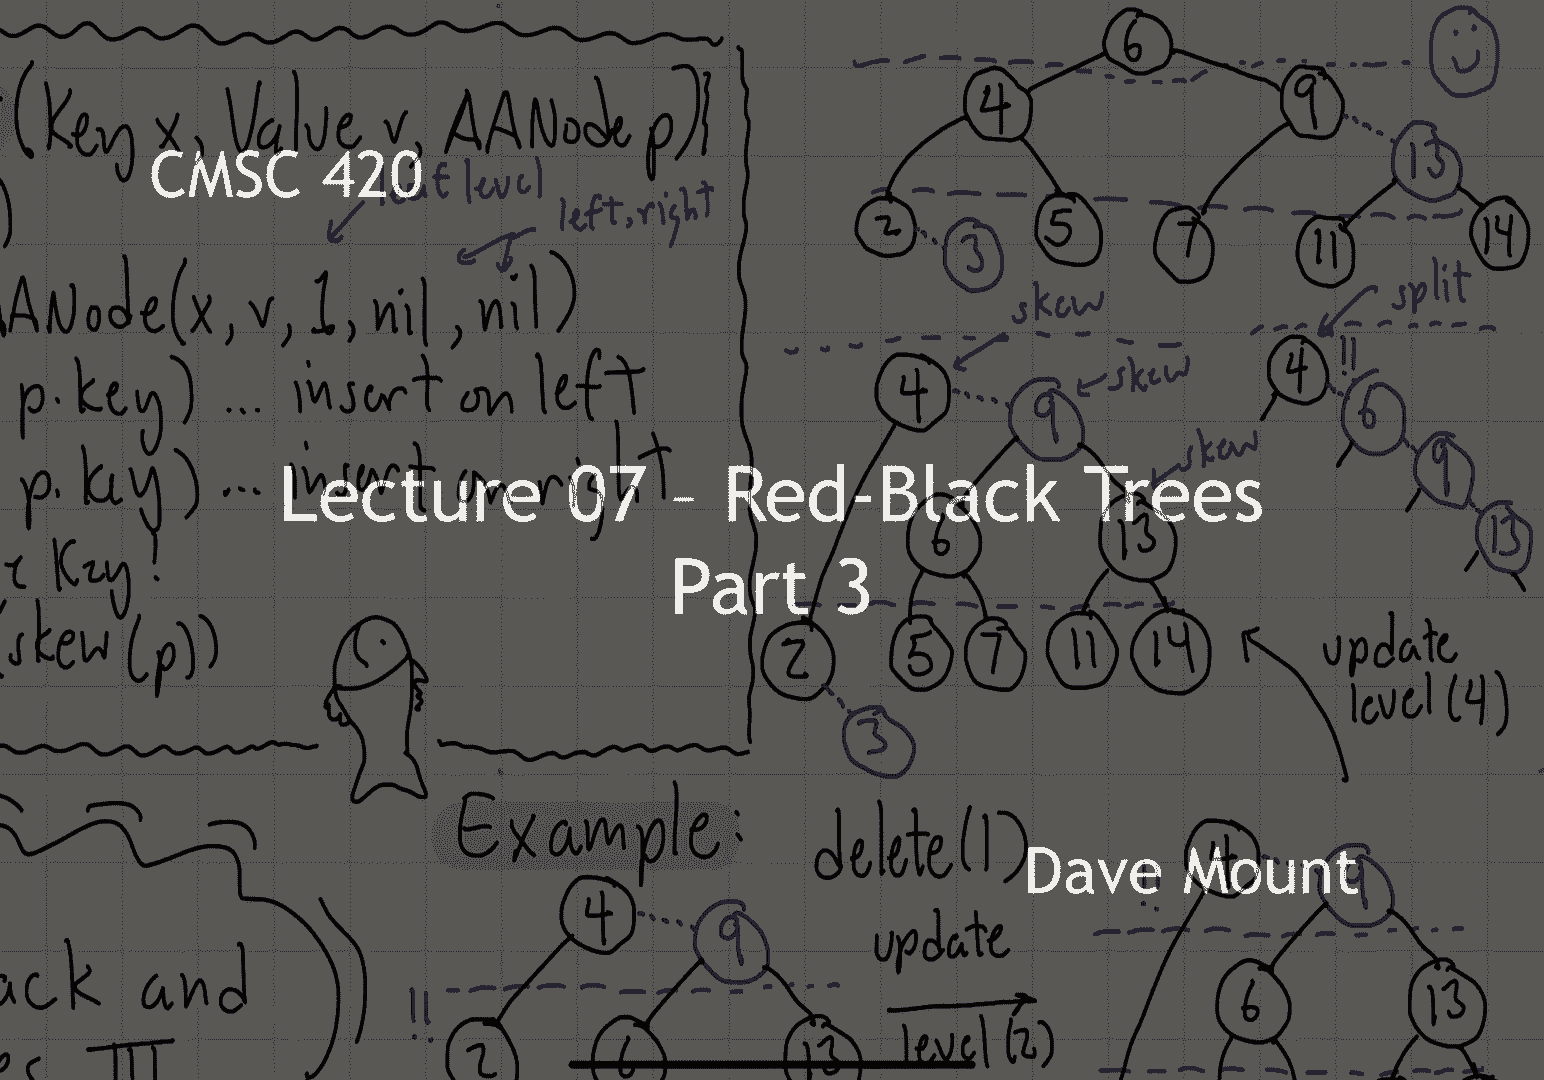 (Key x, Value v, AANode p){
CMSC 420
level
left, right
)
AANode(x, v, 1, nil, nil)
p.key) ... insert on left
p.key) ... insert on right
Lecture 07 - Red-Black Trees
Part 3
Key!
skew(p))
6
4
9
13
2
3
5
7
11
14
skew
split
4
9
skew
skew
6
13
2
5
7
11
14
3
4
!!
6
9
13
update
level(4)
Example:
delete(1)
Dave Mount
4
9
update
level(2)
!!
2
6
13
4
9
6
13
ack and
III